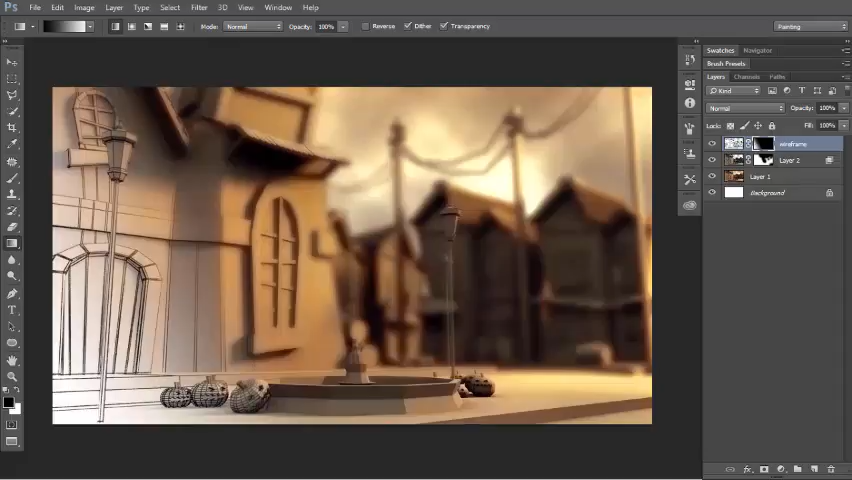 Ps File Edit Image Layer Type Select Filter 3D View Window Help
Mode: Normal Opacity: 100% Reverse Dither Transparency Painting
Swatches Navigator
Brush Presets
Layers Channels Paths
Kind
Normal Opacity: 100%
Lock: Fill: 100%
wireframe
Layer 2
Layer 1
Background
fx